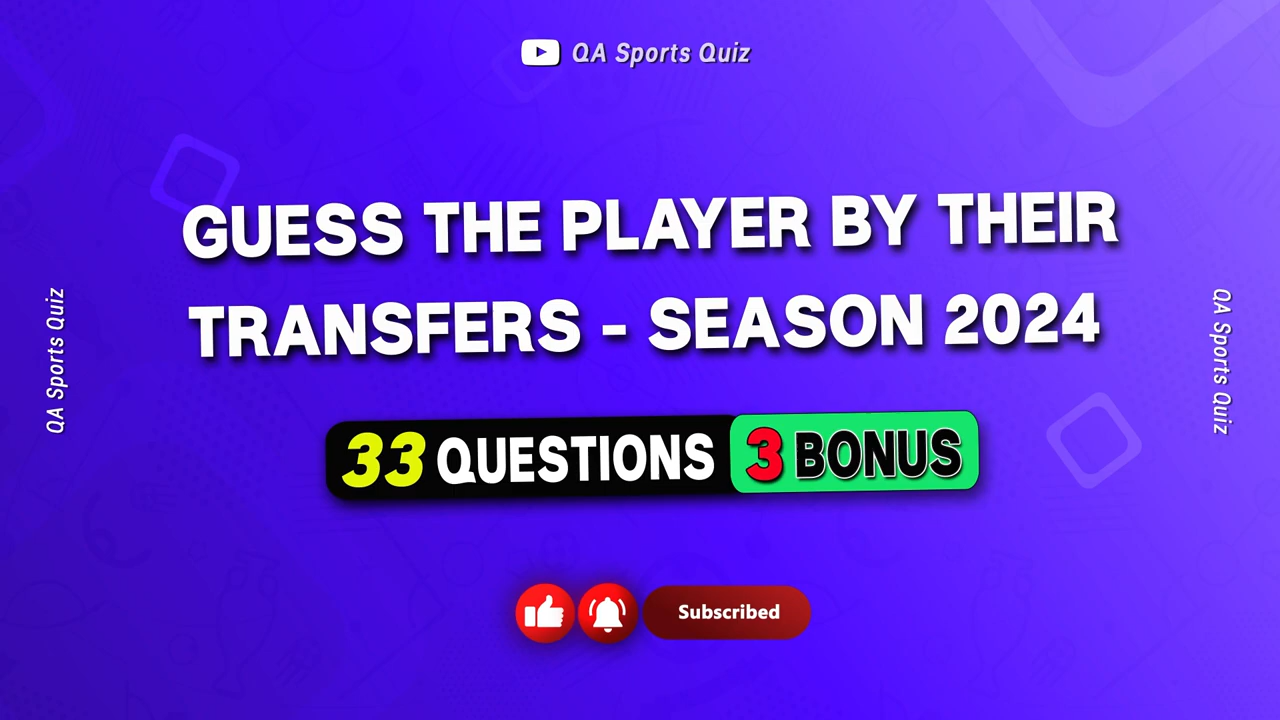 QA Sports Quiz
GUESS THE PLAYER BY THEIR
TRANSFERS - SEASON 2024
QA Sports Quiz
QA Sports Quiz
33 QUESTIONS 3 BONUS
Subscribed